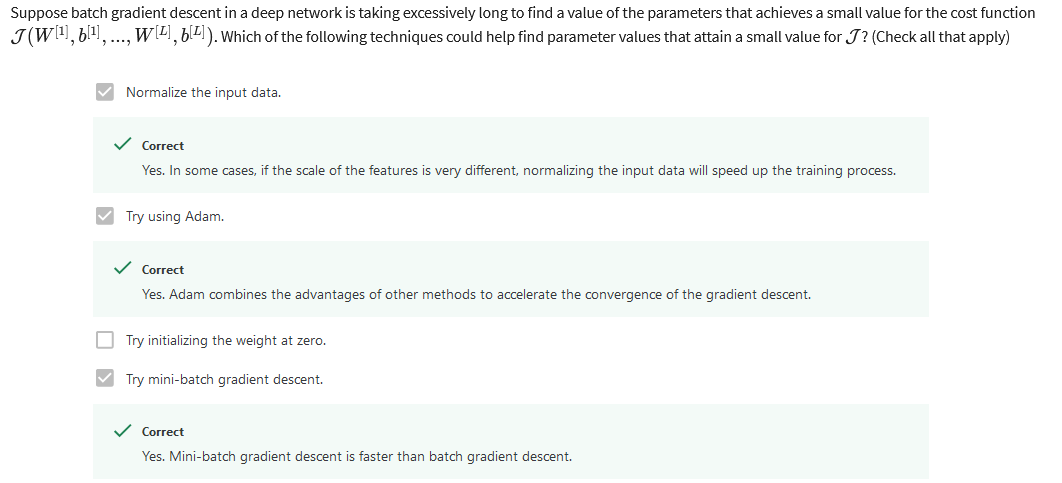 Suppose batch gradient descent in a deep network is taking excessively long to find a value of the parameters that achieves a small value for the cost function
𝒥(W^[1], b^[1], ..., W^[L], b^[L]). Which of the following techniques could help find parameter values that attain a small value for 𝒥? (Check all that apply)
Normalize the input data.
Correct
Yes. In some cases, if the scale of the features is very different, normalizing the input data will speed up the training process.
Try using Adam.
Correct
Yes. Adam combines the advantages of other methods to accelerate the convergence of the gradient descent.
Try initializing the weight at zero.
Try mini-batch gradient descent.
Correct
Yes. Mini-batch gradient descent is faster than batch gradient descent.